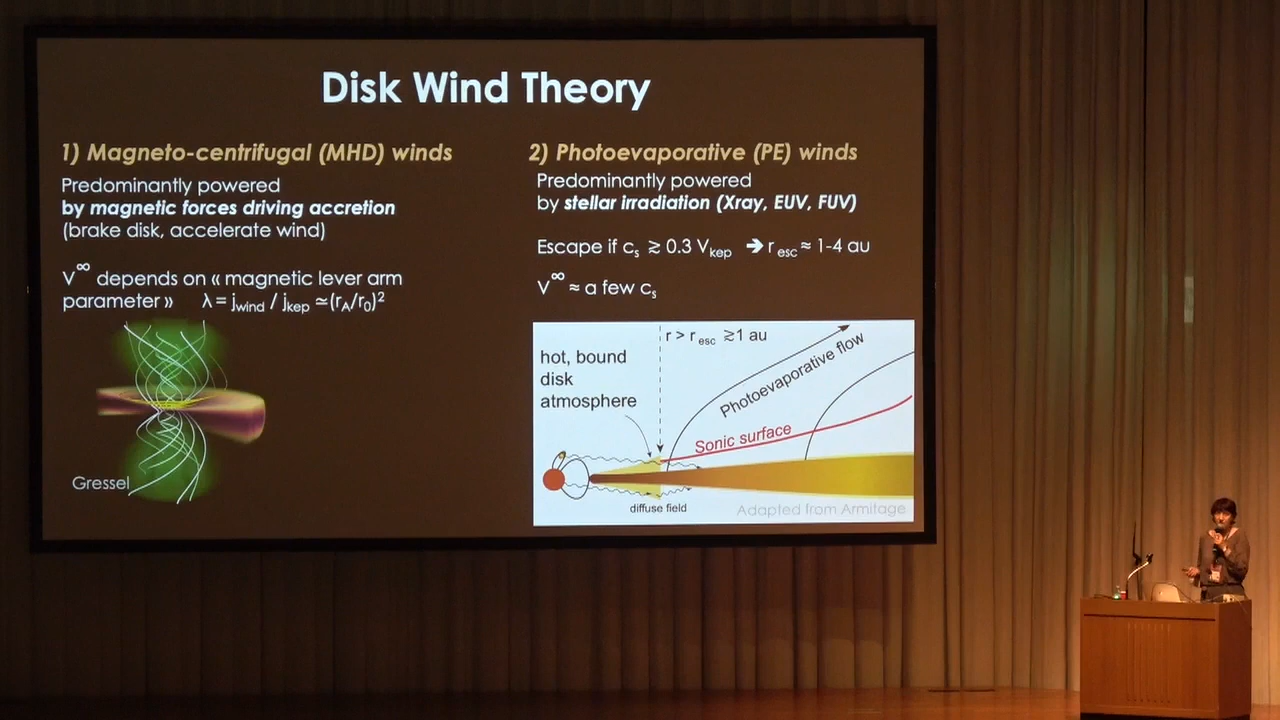 Disk Wind Theory
1) Magneto-centrifugal (MHD) winds
Predominantly powered
by magnetic forces driving accretion
(brake disk, accelerate wind)
V∞ depends on « magnetic lever arm
parameter » λ = jwind / jkep ≃(rA/r0)²
Gressel
2) Photoevaporative (PE) winds
Predominantly powered
by stellar irradiation (Xray, EUV, FUV)
Escape if cs ≳ 0.3 Vkep ➔ resc ≈ 1-4 au
V∞ ≈ a few cs
r > resc ≳1 au
hot, bound
disk
atmosphere
Photoevaporative flow
Sonic surface
diffuse field
Adapted from Armitage